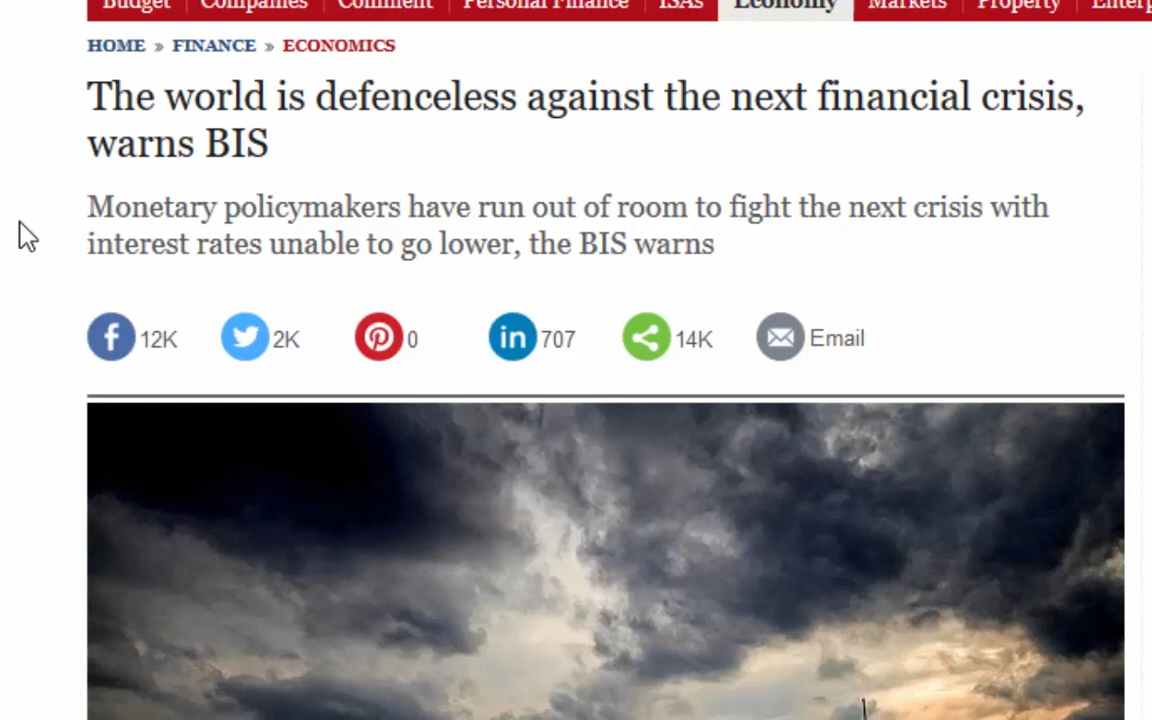 Budget Companies Comment Personal Finance ISAs Economy Markets Property
HOME » FINANCE » ECONOMICS
The world is defenceless against the next financial crisis,
warns BIS
Monetary policymakers have run out of room to fight the next crisis with
interest rates unable to go lower, the BIS warns
f 12K 2K 0 in 707 14K Email